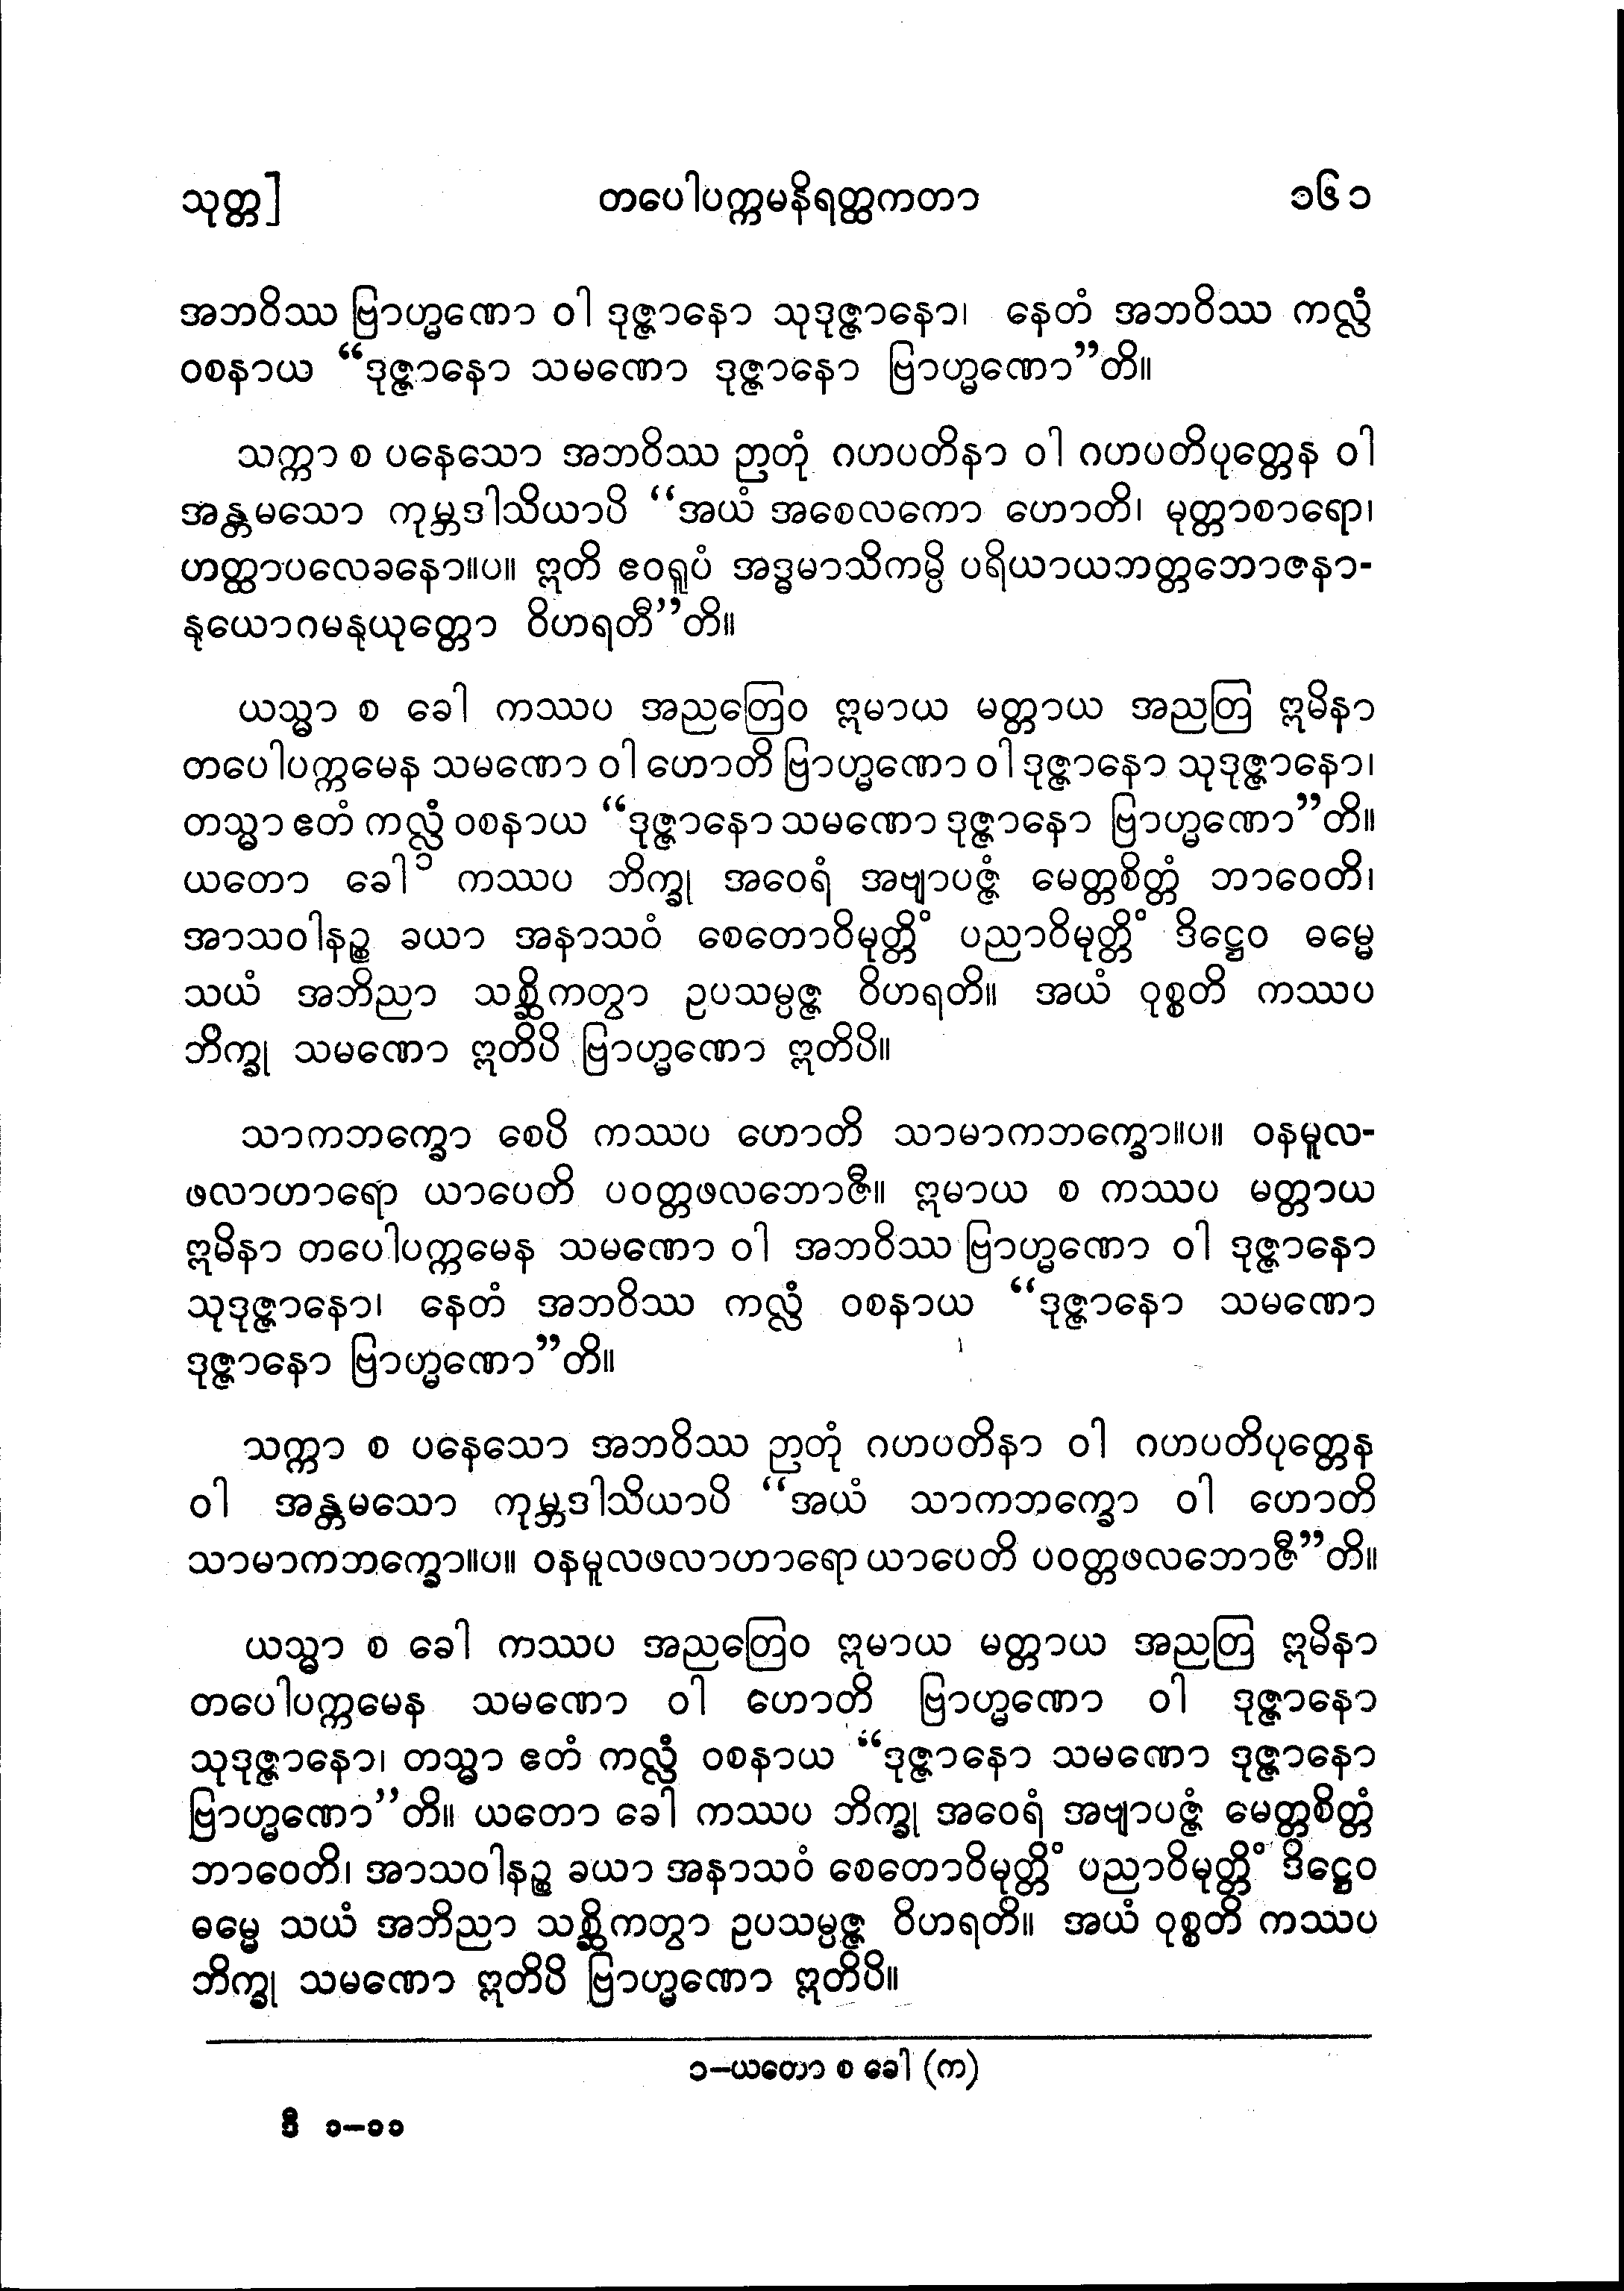 သုတ္တ] တပေါပက္ကမနိရတ္ထကတာ ၁၆၁
အဘဝိဿ ဗြာဟ္မဏော ဝါ ဒုဇ္ဇာနော သုဒုဇ္ဇာနော၊ နေတံ အဘဝိဿ ကလ္လံ
ဝစနာယ “ဒုဇ္ဇာနော သမဏော ဒုဇ္ဇာနော ဗြာဟ္မဏော”တိ။
သက္ကာ စ ပနေသော အဘဝိဿ ဉာတုံ ဂဟပတိနာ ဝါ ဂဟပတိပုတ္တေန ဝါ
အန္တမသော ကုမ္ဘဒါသိယာပိ “အယံ အစေလကော ဟောတိ၊ မုတ္တာစာရော၊
ဟတ္ထာပလေခနော။ပ။ ဣတိ ဧဝရူပံ အဒ္ဓမာသိကမ္ပိ ပရိယာယဘတ္တဘောဇနာ-
နုယောဂမနုယုတ္တော ဝိဟရတီ”တိ။
ယသ္မာ စ ခေါ ကဿပ အညတြေဝ ဣမာယ မတ္တာယ အညတြ ဣမိနာ
တပေါပက္ကမေန သမဏော ဝါ ဟောတိ ဗြာဟ္မဏော ဝါ ဒုဇ္ဇာနော သုဒုဇ္ဇာနော၊
တသ္မာ ဧတံ ကလ္လံ ဝစနာယ “ဒုဇ္ဇာနော သမဏော ဒုဇ္ဇာနော ဗြာဟ္မဏော”တိ။
ယတော ခေါ၁ ကဿပ ဘိက္ခု အဝေရံ အဗျာပဇ္ဇံ မေတ္တစိတ္တံ ဘာဝေတိ၊
အာသဝါနဉ္စ ခယာ အနာသဝံ စေတောဝိမုတ္တိံ ပညာဝိမုတ္တိံ ဒိဋ္ဌေဝ ဓမ္မေ
သယံ အဘိညာ သစ္ဆိကတွာ ဥပသမ္ပဇ္ဇ ဝိဟရတိ။ အယံ ဝုစ္စတိ ကဿပ
ဘိက္ခု သမဏော ဣတိပိ ဗြာဟ္မဏော ဣတိပိ။
သာကဘက္ခော စေပိ ကဿပ ဟောတိ သာမာကဘက္ခော။ပ။ ဝနမူလ-
ဖလာဟာရော ယာပေတိ ပဝတ္တဖလဘောဇီ။ ဣမာယ စ ကဿပ မတ္တာယ
ဣမိနာ တပေါပက္ကမေန သမဏော ဝါ အဘဝိဿ ဗြာဟ္မဏော ဝါ ဒုဇ္ဇာနော
သုဒုဇ္ဇာနော၊ နေတံ အဘဝိဿ ကလ္လံ ဝစနာယ “ဒုဇ္ဇာနော သမဏော
ဒုဇ္ဇာနော ဗြာဟ္မဏော”တိ။
သက္ကာ စ ပနေသော အဘဝိဿ ဉာတုံ ဂဟပတိနာ ဝါ ဂဟပတိပုတ္တေန
ဝါ အန္တမသော ကုမ္ဘဒါသိယာပိ “အယံ သာကဘက္ခော ဝါ ဟောတိ
သာမာကဘက္ခော။ပ။ ဝနမူလဖလာဟာရော ယာပေတိ ပဝတ္တဖလဘောဇီ”တိ။
ယသ္မာ စ ခေါ ကဿပ အညတြေဝ ဣမာယ မတ္တာယ အညတြ ဣမိနာ
တပေါပက္ကမေန သမဏော ဝါ ဟောတိ ဗြာဟ္မဏော ဝါ ဒုဇ္ဇာနော
သုဒုဇ္ဇာနော၊ တသ္မာ ဧတံ ကလ္လံ ဝစနာယ “ဒုဇ္ဇာနော သမဏော ဒုဇ္ဇာနော
ဗြာဟ္မဏော”တိ။ ယတော ခေါ ကဿပ ဘိက္ခု အဝေရံ အဗျာပဇ္ဇံ မေတ္တစိတ္တံ
ဘာဝေတိ၊ အာသဝါနဉ္စ ခယာ အနာသဝံ စေတောဝိမုတ္တိံ ပညာဝိမုတ္တိံ ဒိဋ္ဌေဝ
ဓမ္မေ သယံ အဘိညာ သစ္ဆိကတွာ ဥပသမ္ပဇ္ဇ ဝိဟရတိ။ အယံ ဝုစ္စတိ ကဿပ
ဘိက္ခု သမဏော ဣတိပိ ဗြာဟ္မဏော ဣတိပိ။
၁-ယတော စ ခေါ (က)
ဒီ ၁-၁၁